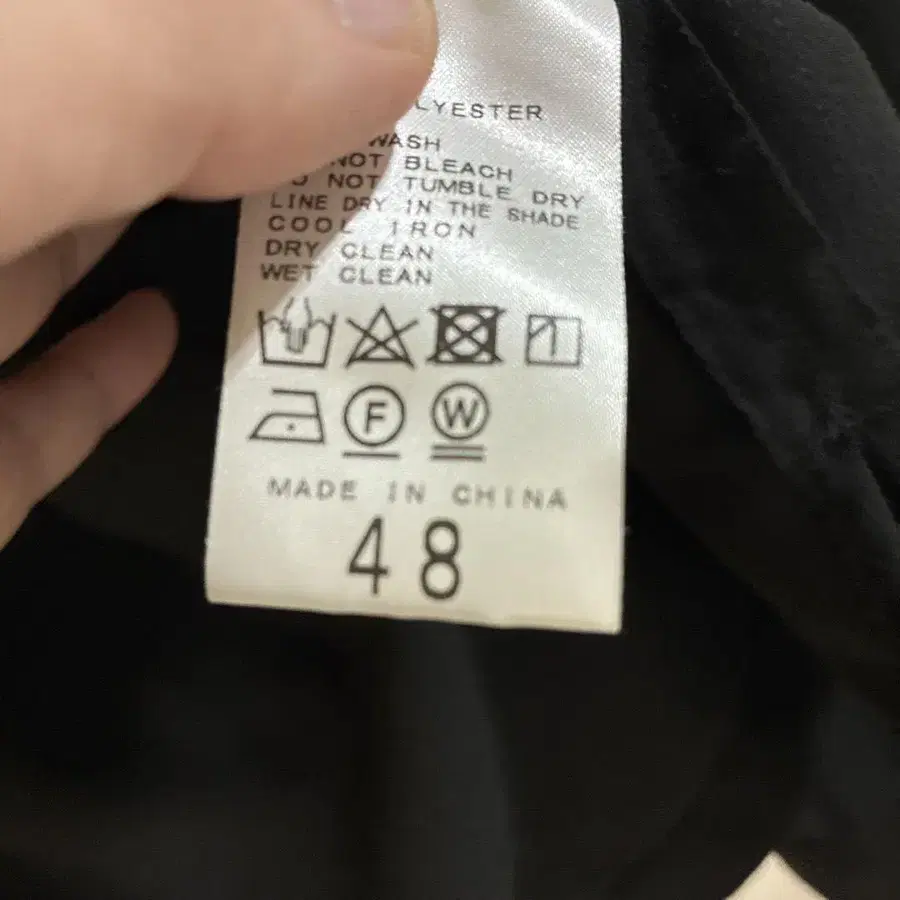 LYESTER
WASH
NOT BLEACH
DO NOT TUMBLE DRY
LINE DRY IN THE SHADE
COOL IRON
DRY CLEAN
WET CLEAN
F W
MADE IN CHINA
48